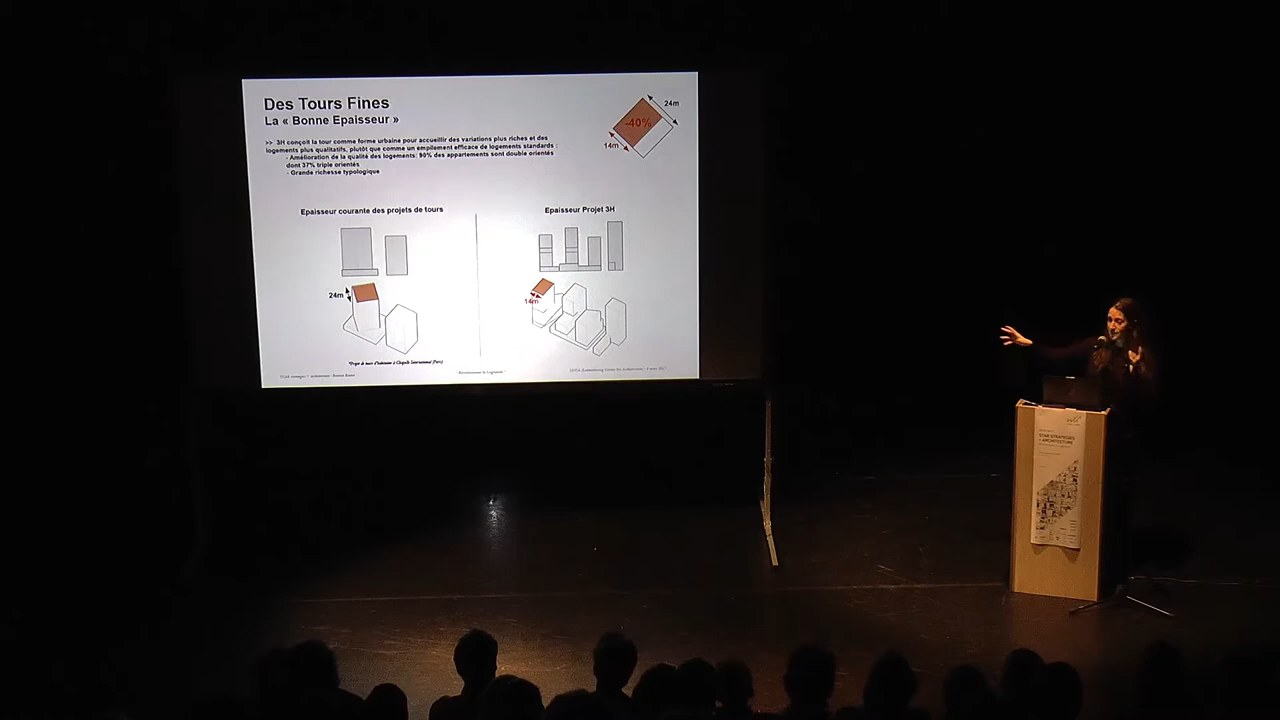 Des Tours Fines
La « Bonne Epaisseur »
24m
-40%
14m
>> 3H conçoit la tour comme forme urbaine pour accueillir des variations plus riches et des
logements plus qualitatifs, plutôt que comme un empilement efficace de logements standards :
- Amélioration de la qualité des logements: 90% des appartements sont double orientés
dont 37% triple orientés
- Grande richesse typologique
Epaisseur courante des projets de tours
Epaisseur Projet 3H
24m
14m
STAR STRATEGIES
+ ARCHITECTURE